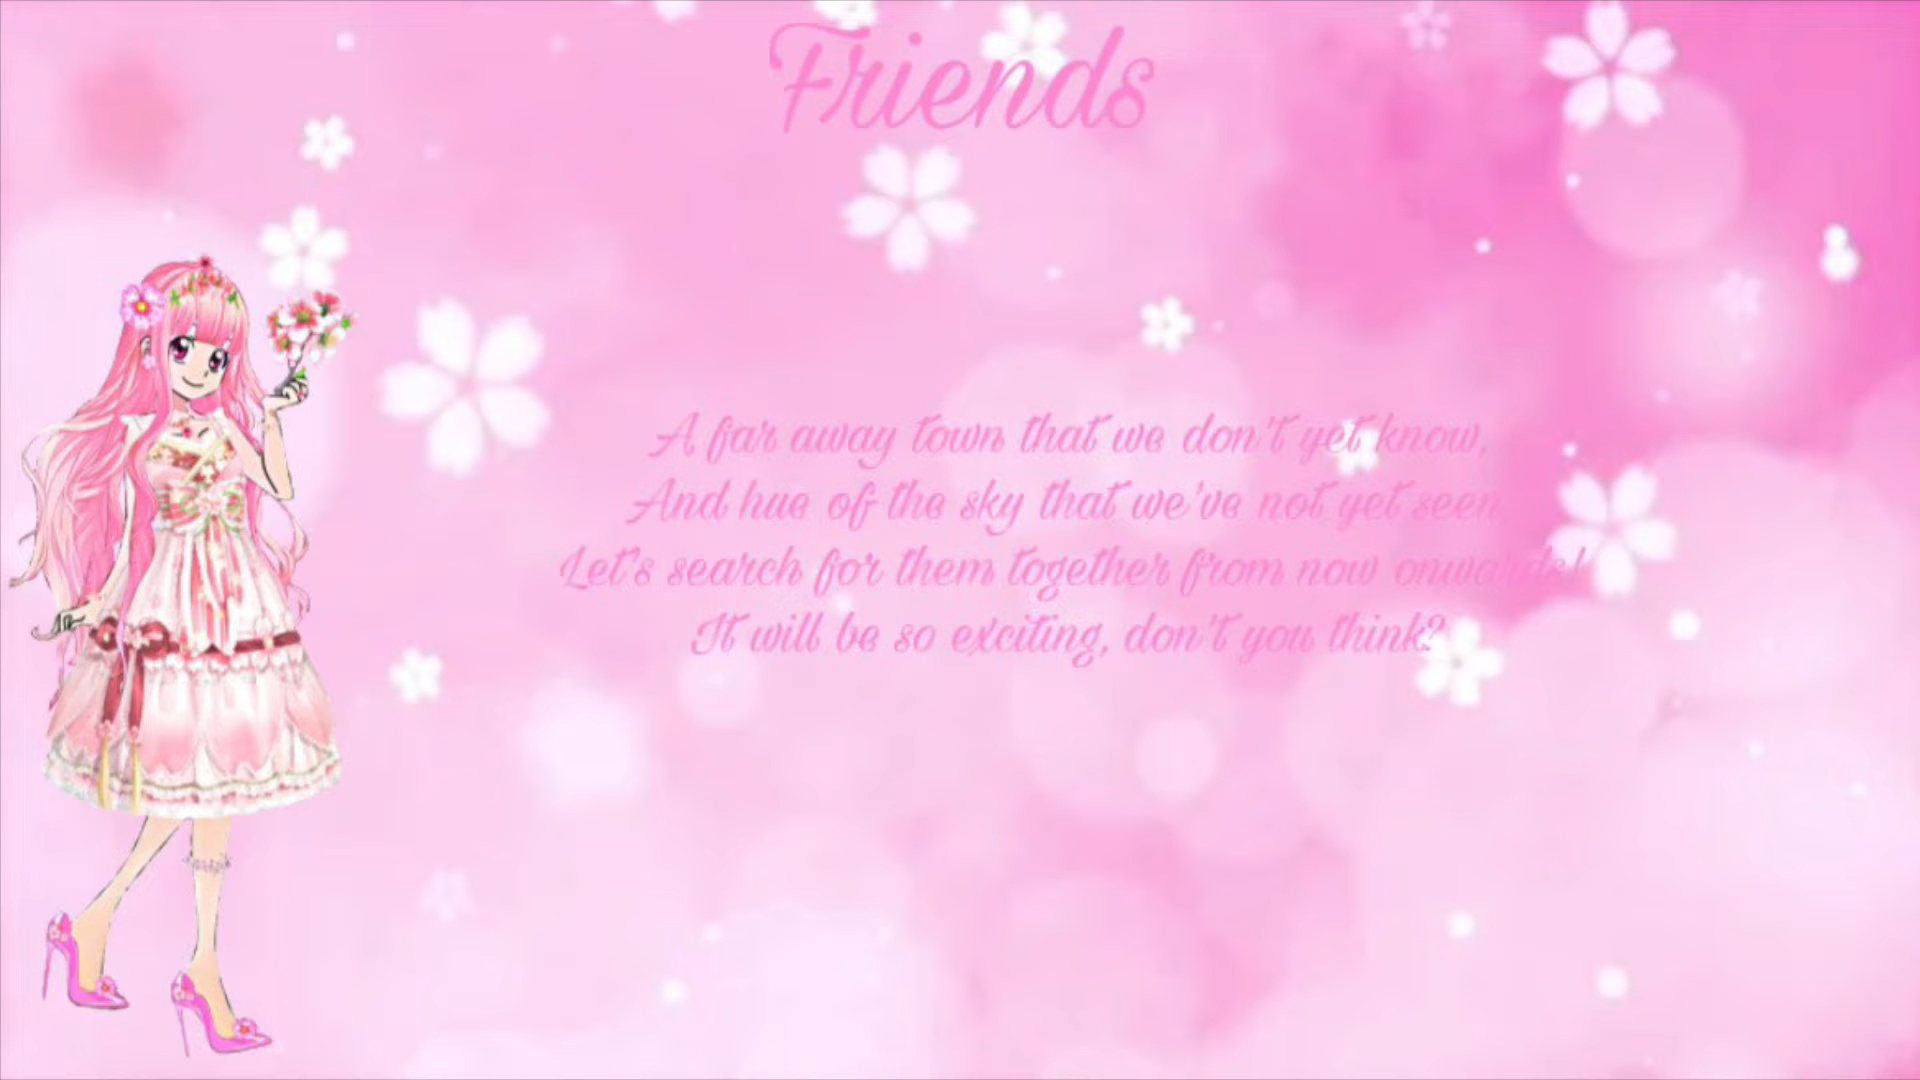 Friends
A far away town that we don't yet know,
And hue of the sky that we've not yet seen
Let's search for them together from now onwards!
It will be so exciting, don't you think?